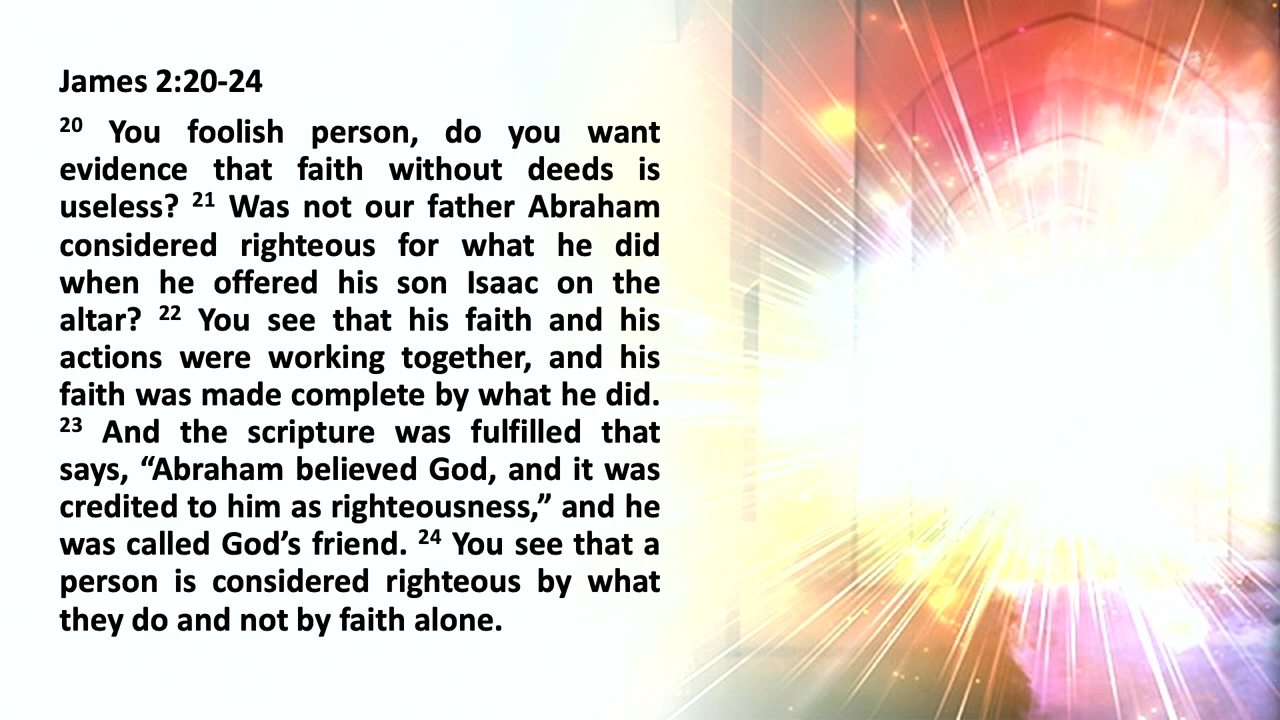 James 2:20-24
20 You foolish person, do you want
evidence that faith without deeds is
useless? 21 Was not our father Abraham
considered righteous for what he did
when he offered his son Isaac on the
altar? 22 You see that his faith and his
actions were working together, and his
faith was made complete by what he did.
23 And the scripture was fulfilled that
says, “Abraham believed God, and it was
credited to him as righteousness,” and he
was called God’s friend. 24 You see that a
person is considered righteous by what
they do and not by faith alone.